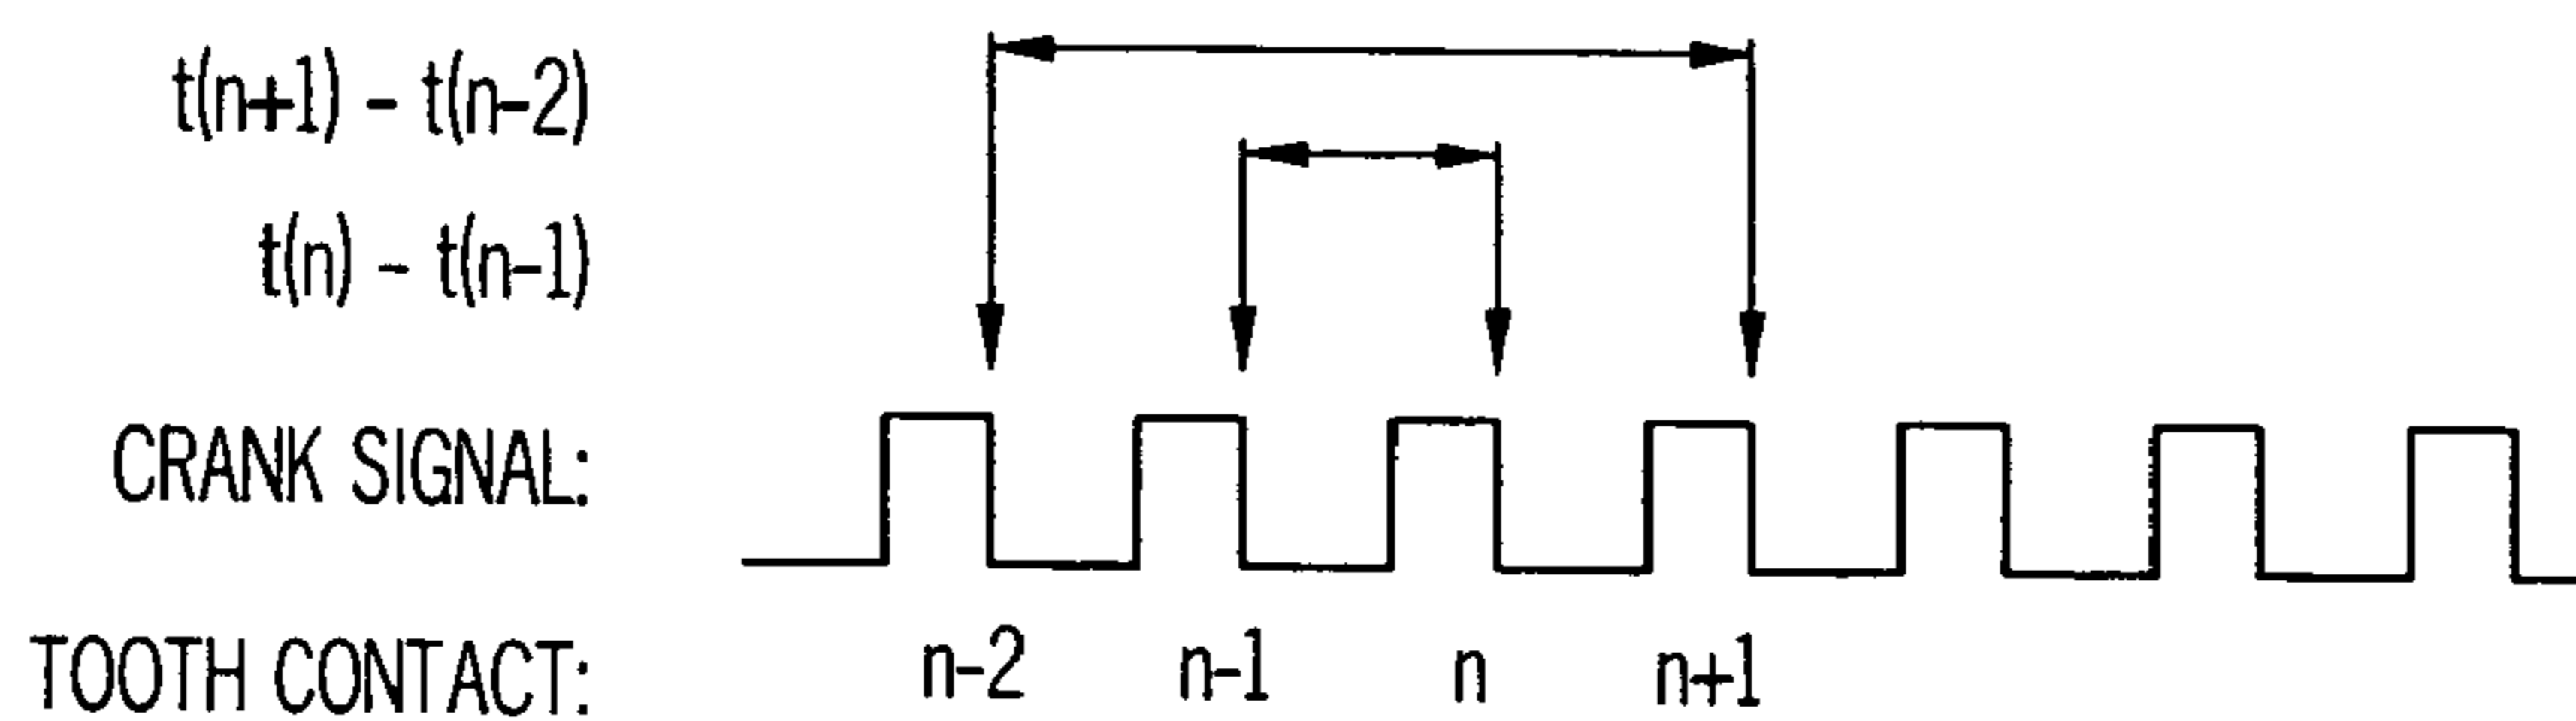 t(n+1) - t(n-2)
t(n) - t(n-1)
CRANK SIGNAL:
TOOTH CONTACT: n-2 n-1 n n+1